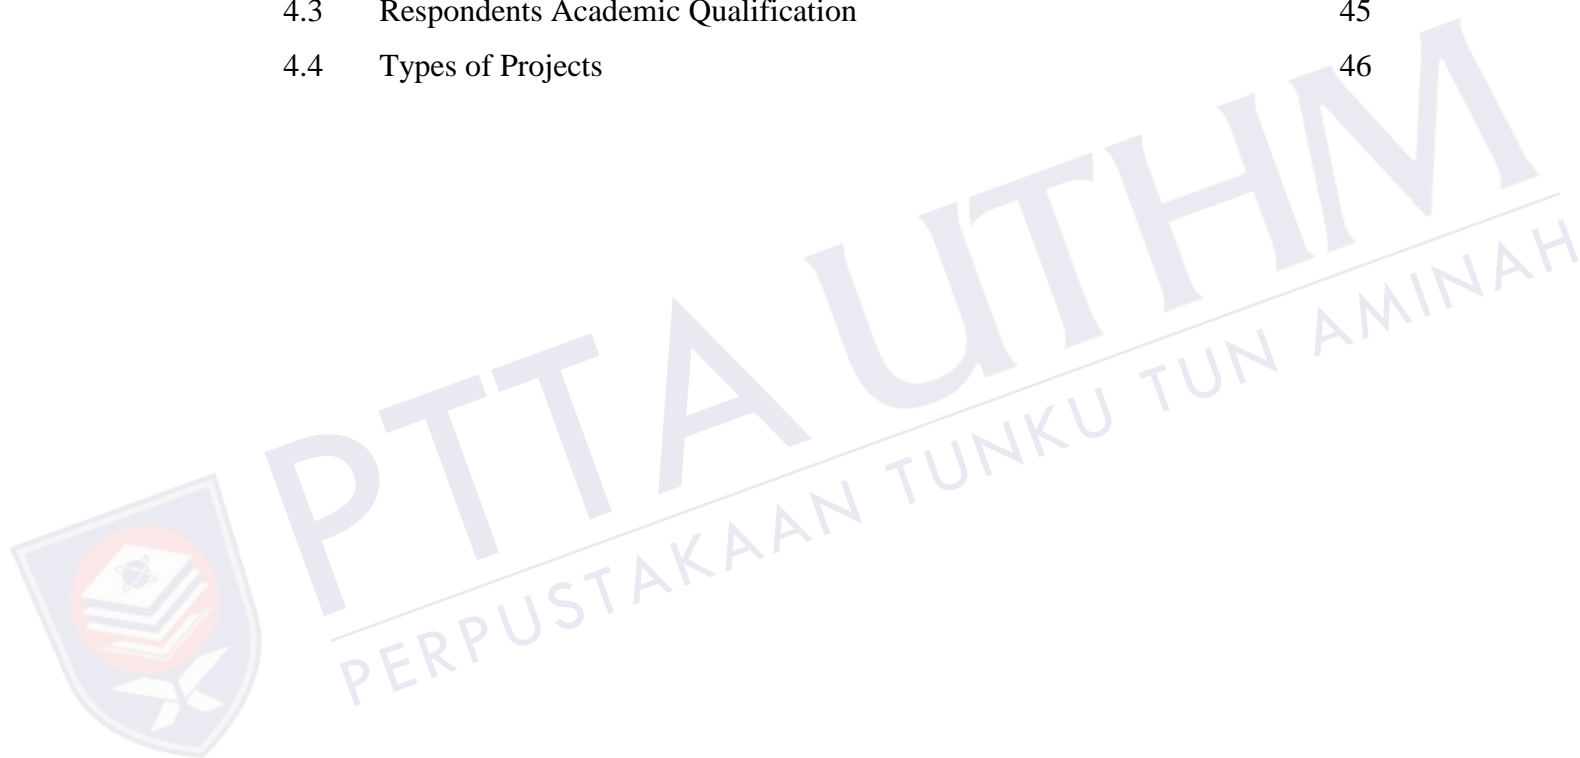 4.3 Respondents Academic Qualification 45
4.4 Types of Projects 46
PTTA UTHM
PERPUSTAKAAN TUNKU TUN AMINAH